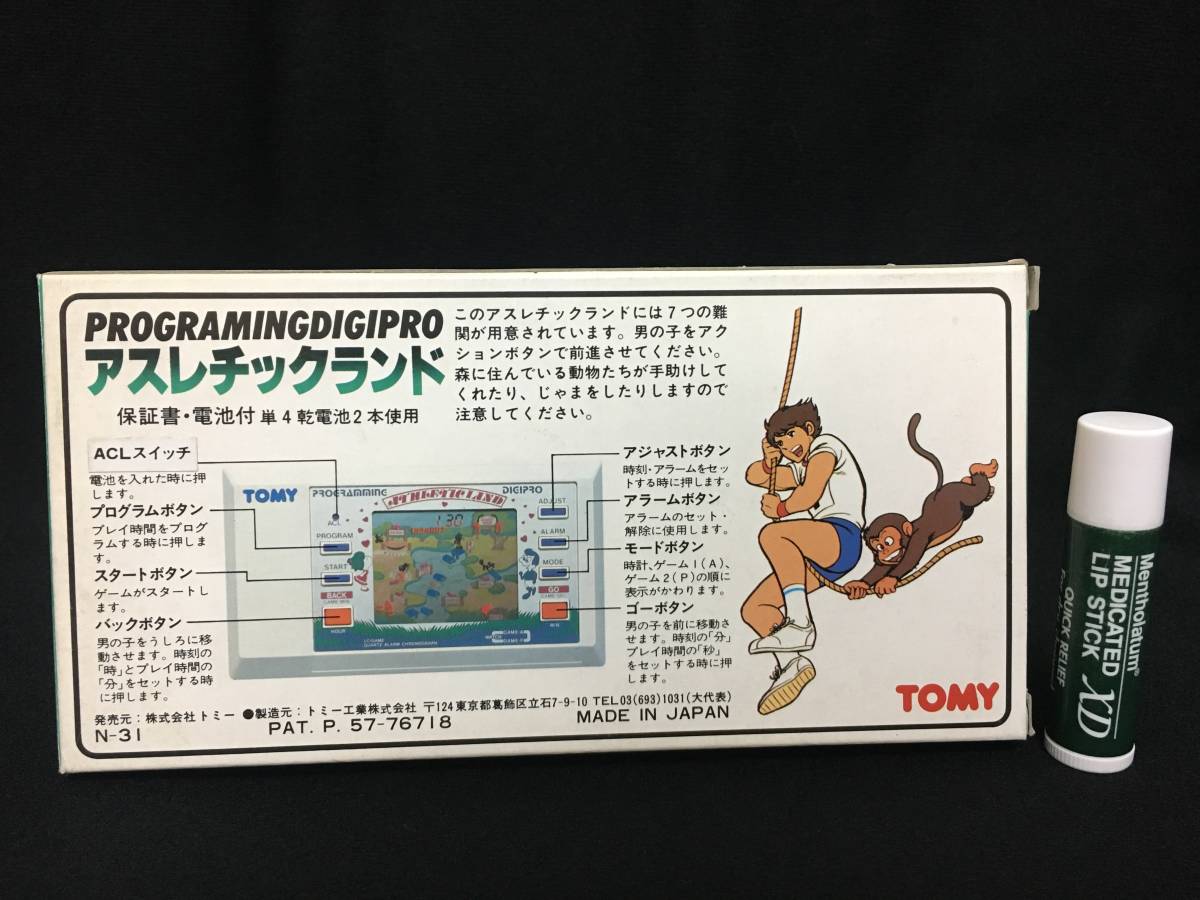 PROGRAMINGDIGIPRO
アスレチックランド
保証書・電池付 単4乾電池2本使用
このアスレチックランドには7つの難
関が用意されています。男の子をアク
ションボタンで前進させてください。
森に住んでいる動物たちが手助けして
くれたり、じゃまをしたりしますので
注意してください。
ACLスイッチ
電池を入れた時に押
します。
プログラムボタン
プレイ時間をプログ
ラムする時に押しま
す。
スタートボタン
ゲームがスタートし
ます。
バックボタン
男の子をうしろに移
動させます。時刻の
「時」とプレイ時間の
「分」をセットする時
に押します。
TOMY
PROGRAMMING
ATHLETIC LAND
DIGIPRO
ACL
PROGRAM
START
BACK
HOUR
ADJUST
ALARM
MODE
GO
MIN
LC-GAME
QUARTZ ALARM CHRONOGRAPH
WATCH
GAME A
アジャストボタン
時刻・アラームをセッ
トする時に押します。
アラームボタン
アラームのセット・
解除に使用します。
モードボタン
時計、ゲーム1(A)、
ゲーム2(P)の順に
表示がかわります。
ゴーボタン
男の子を前に移動さ
せます。時刻の「分」
プレイ時間の「秒」
をセットする時に押
します。
発売元:株式会社トミー ●製造元:トミー工業株式会社 〒124東京都葛飾区立石7-9-10 TEL03(693)1031(大代表)
N-31
PAT. P. 57-76718
MADE IN JAPAN
TOMY
Mentholatum®
MEDICATED
LIP STICK
XD
QUICK RELIEF